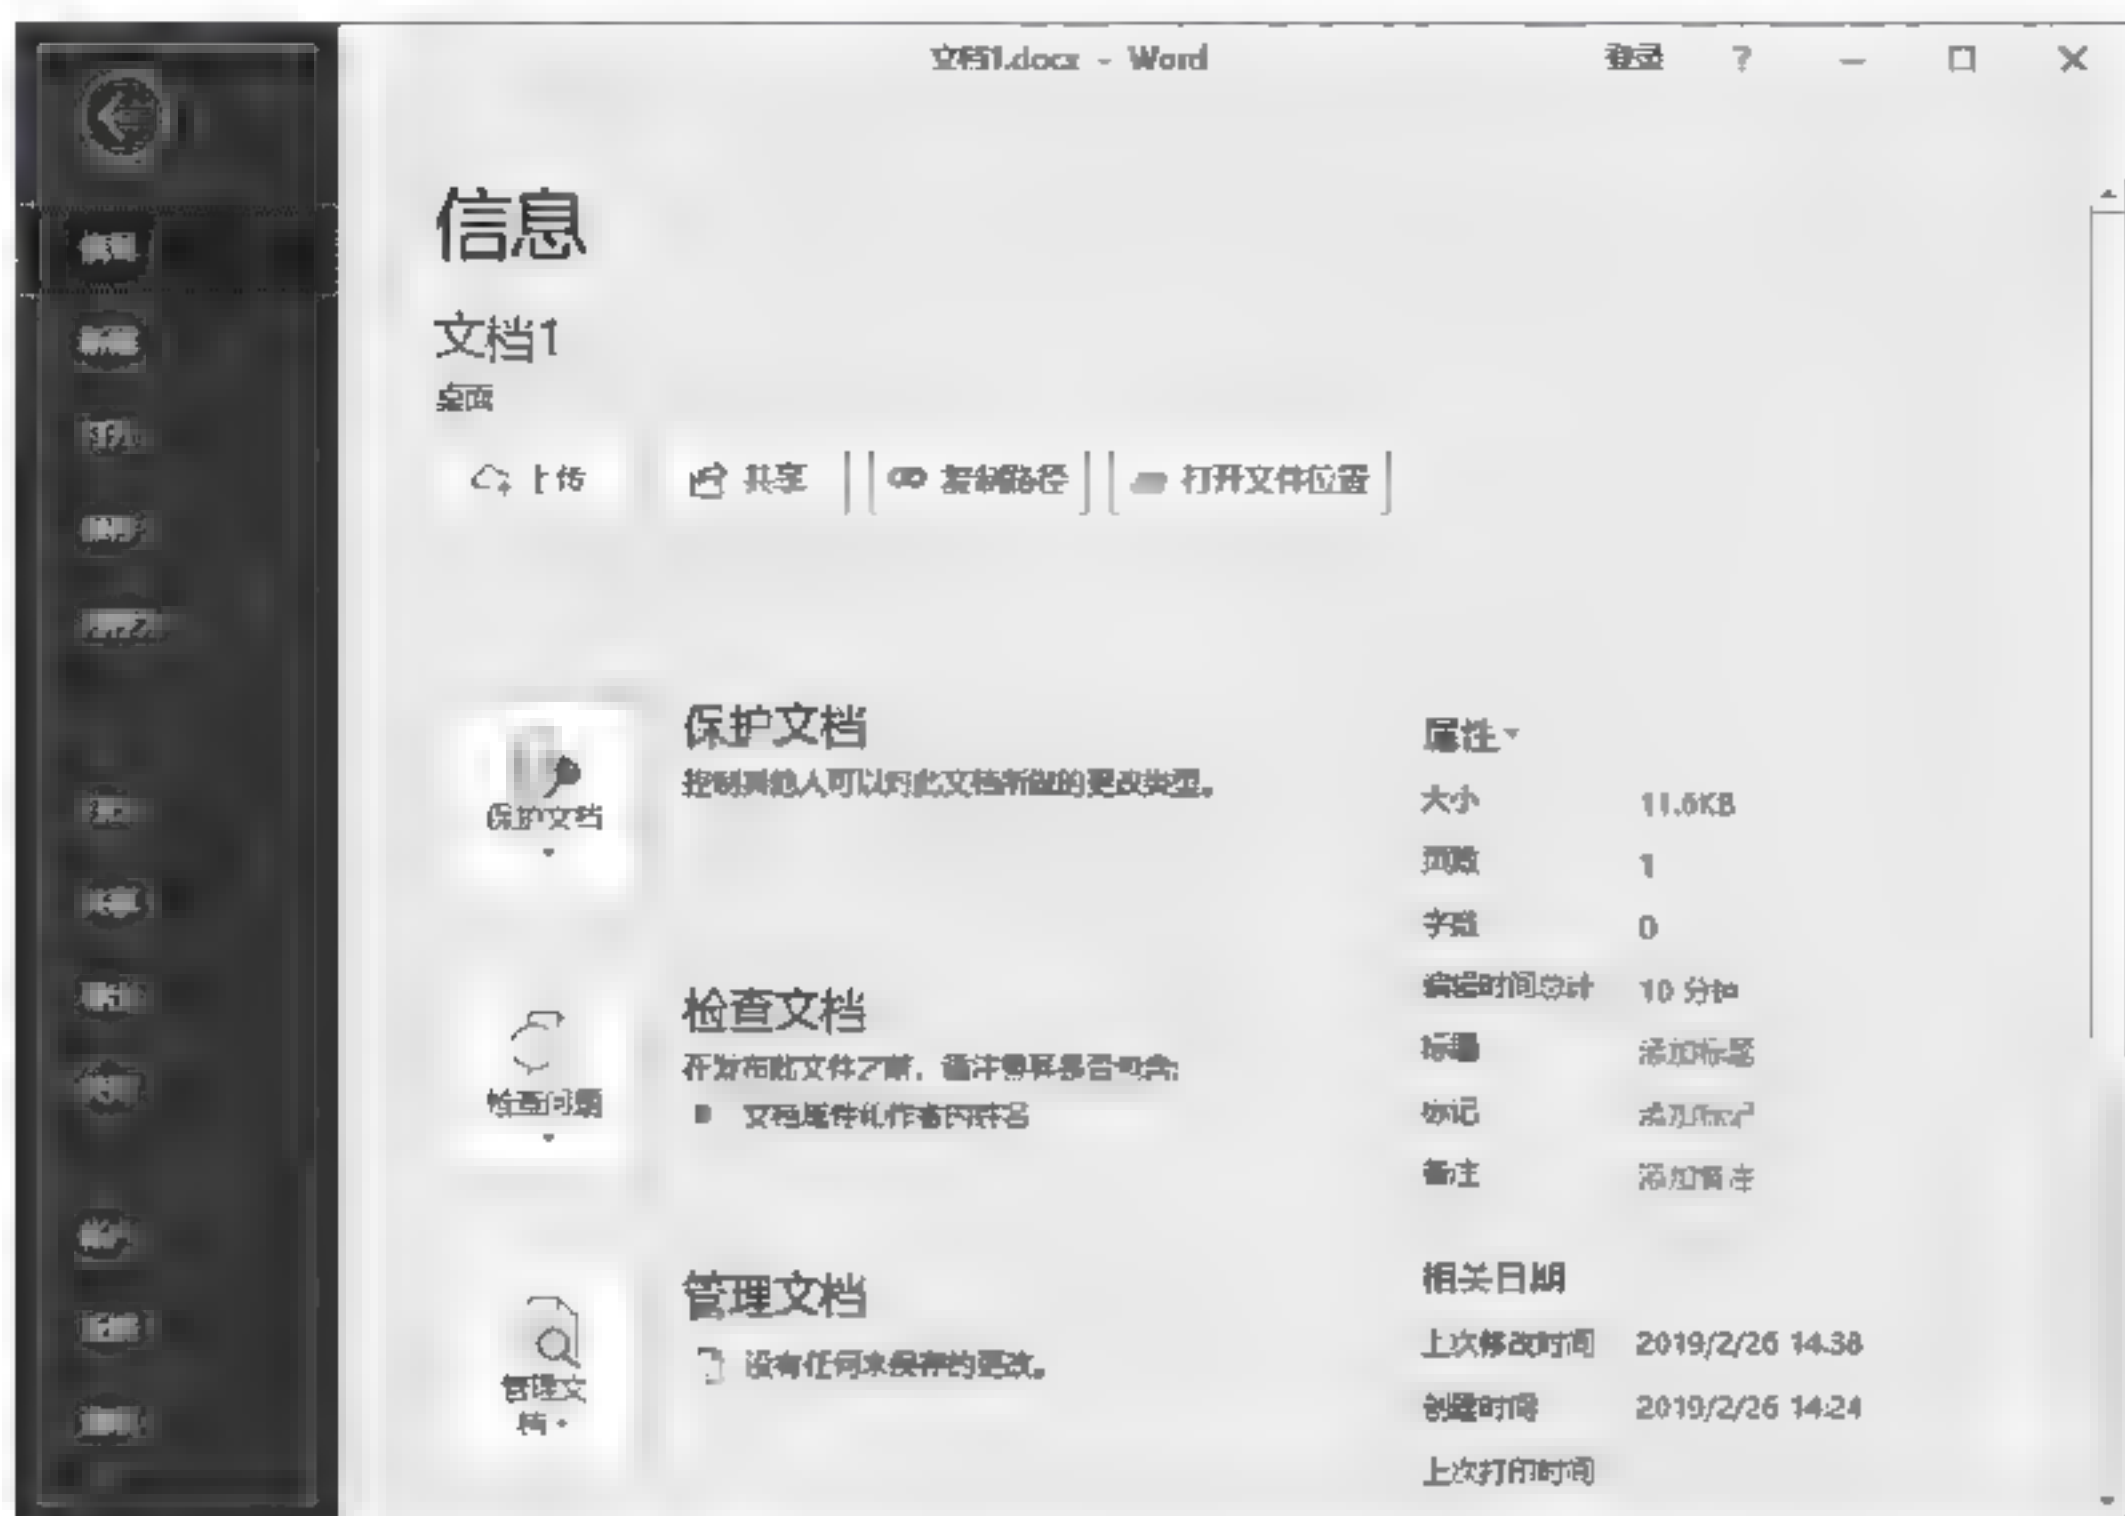 文档1.docx - Word 登录 ?
信息
文档1
桌面
上传 共享 复制路径 打开文件位置
保护文档
控制其他人可以对此文档所做的更改类型。
保护文档
检查文档
在发布此文件之前，请注意其是否包含:
文档属性和作者的姓名
检查问题
管理文档
没有任何未保存的更改。
管理文
档
属性
大小 11.6KB
页数 1
字数 0
编辑时间总计 10 分钟
标题 添加标题
标记 添加标记
备注 添加备注
相关日期
上次修改时间 2019/2/26 14:38
创建时间 2019/2/26 14:24
上次打印时间